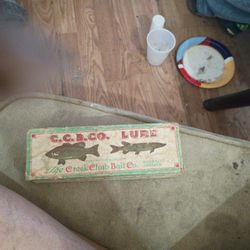 C.C.B.CO. LURE
The Creek Chub Bait Co.